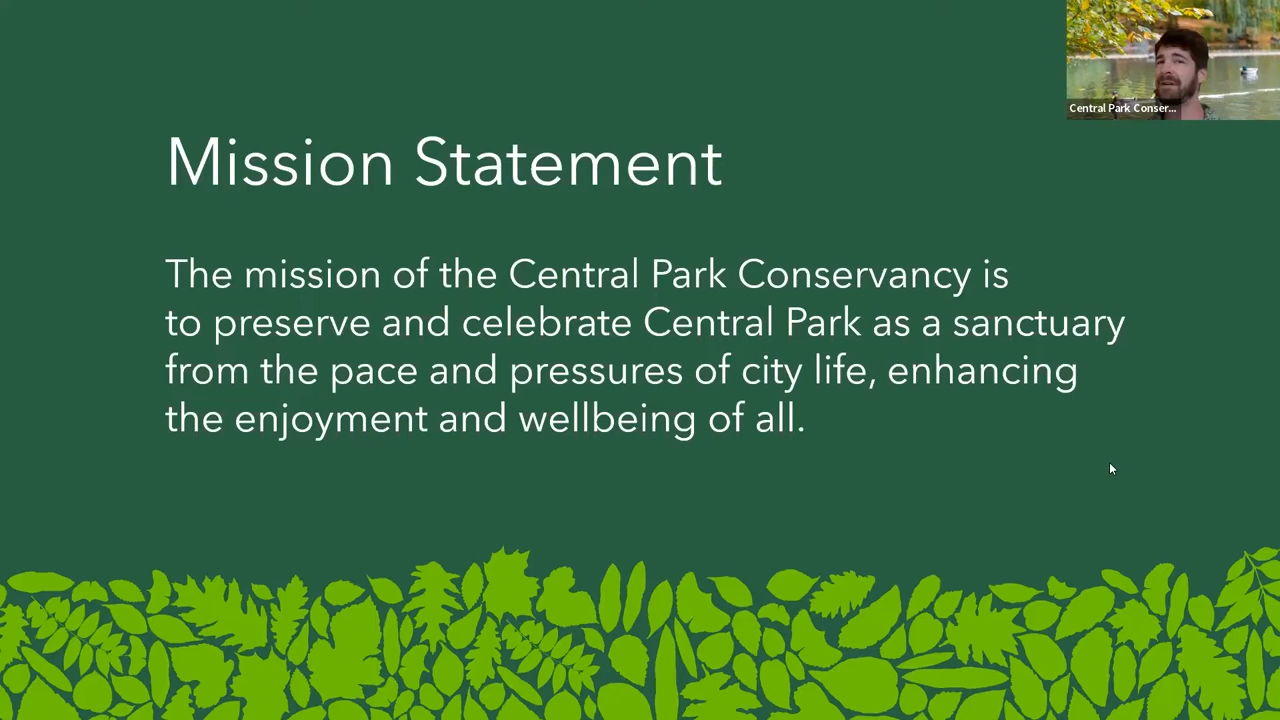 Central Park Conser...
Mission Statement
The mission of the Central Park Conservancy is
to preserve and celebrate Central Park as a sanctuary
from the pace and pressures of city life, enhancing
the enjoyment and wellbeing of all.